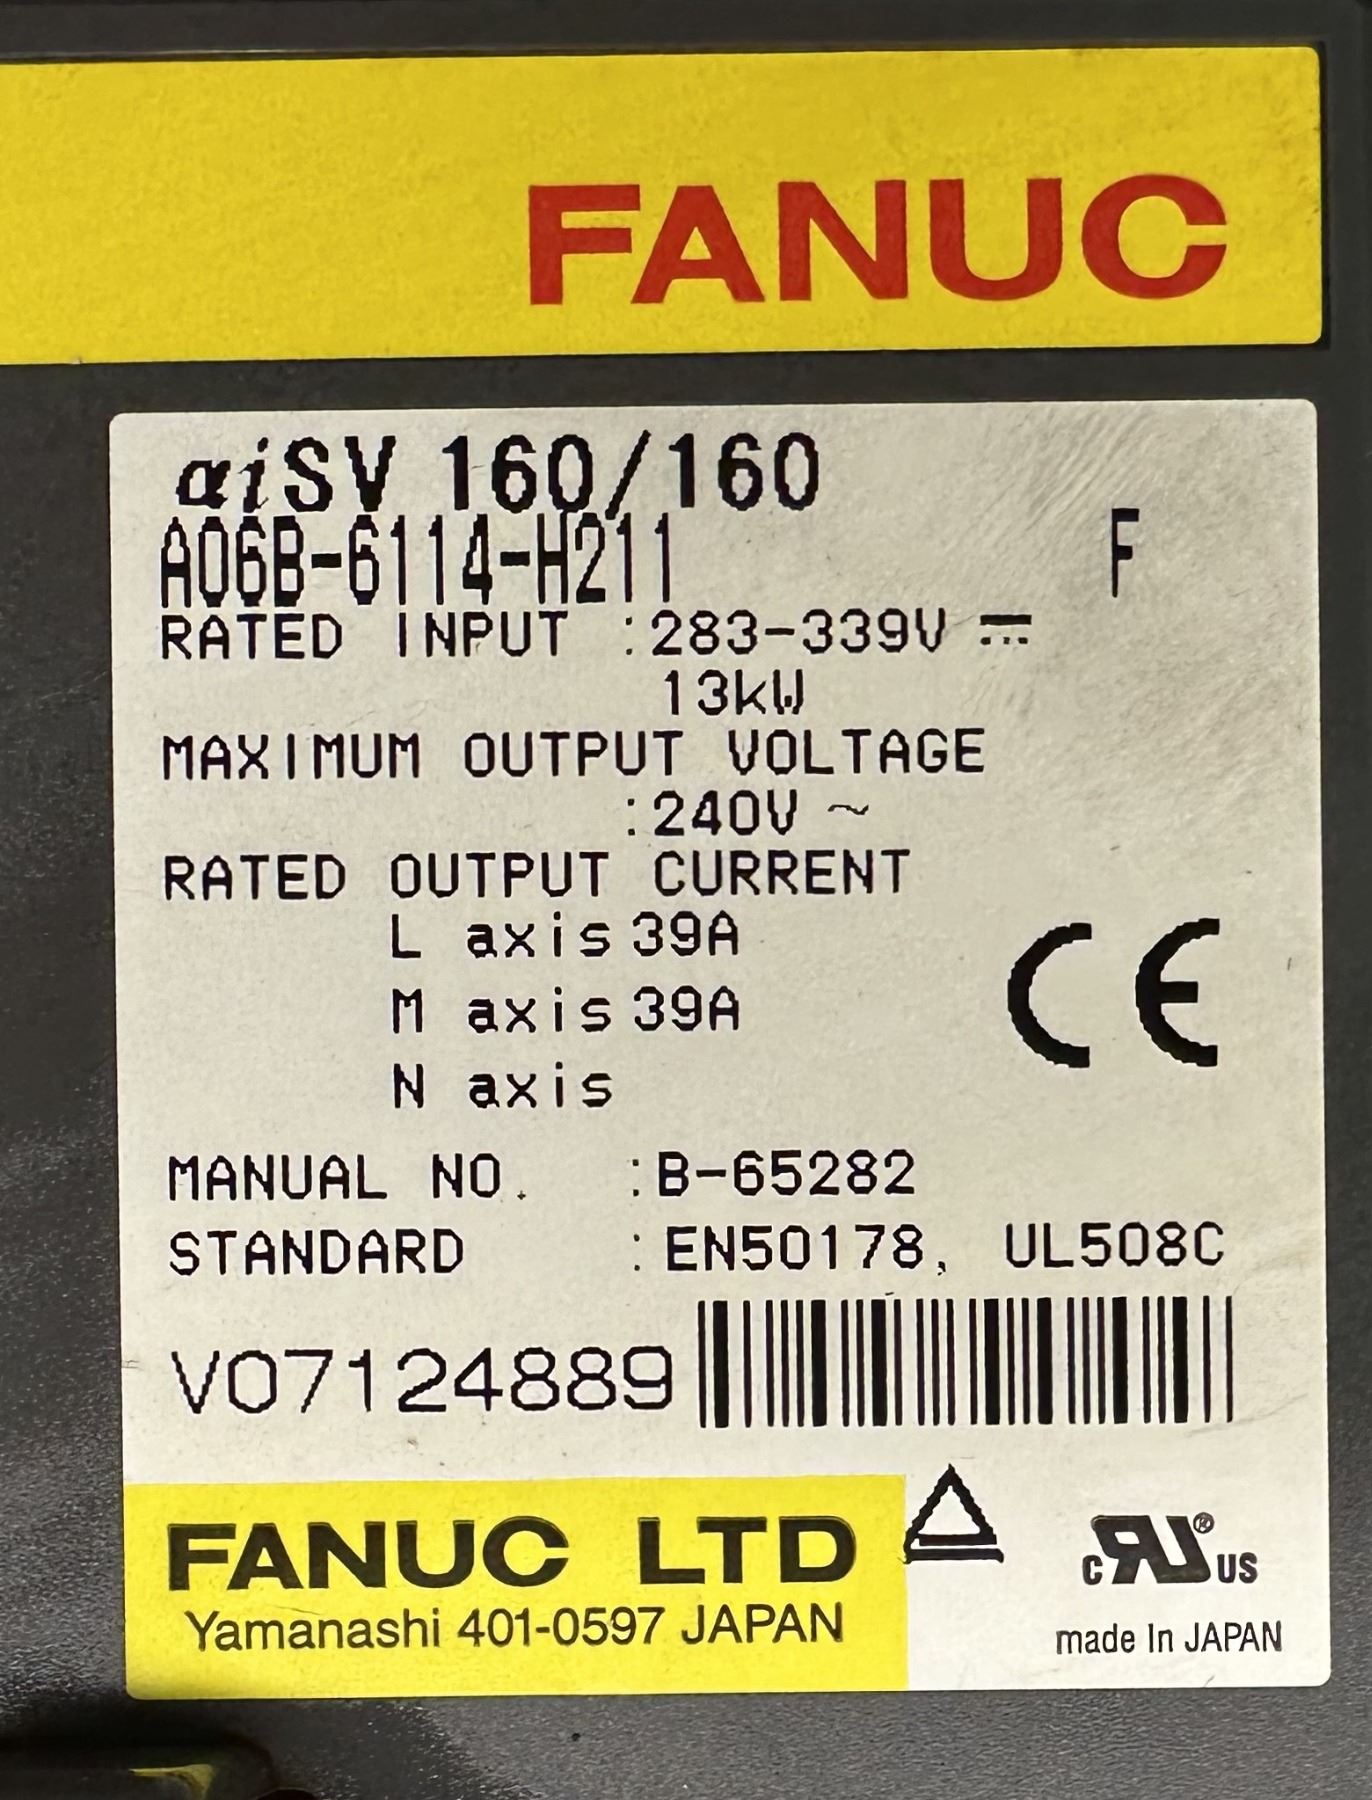 FANUC
αiSV 160/160
A06B-6114-H211 F
RATED INPUT :283-339V ⎓
13kW
MAXIMUM OUTPUT VOLTAGE
:240V ~
RATED OUTPUT CURRENT
L axis 39A
M axis 39A
N axis
CE
MANUAL NO. :B-65282
STANDARD :EN50178, UL508C
V07124889
FANUC LTD
Yamanashi 401-0597 JAPAN
c RU ® US
made In JAPAN